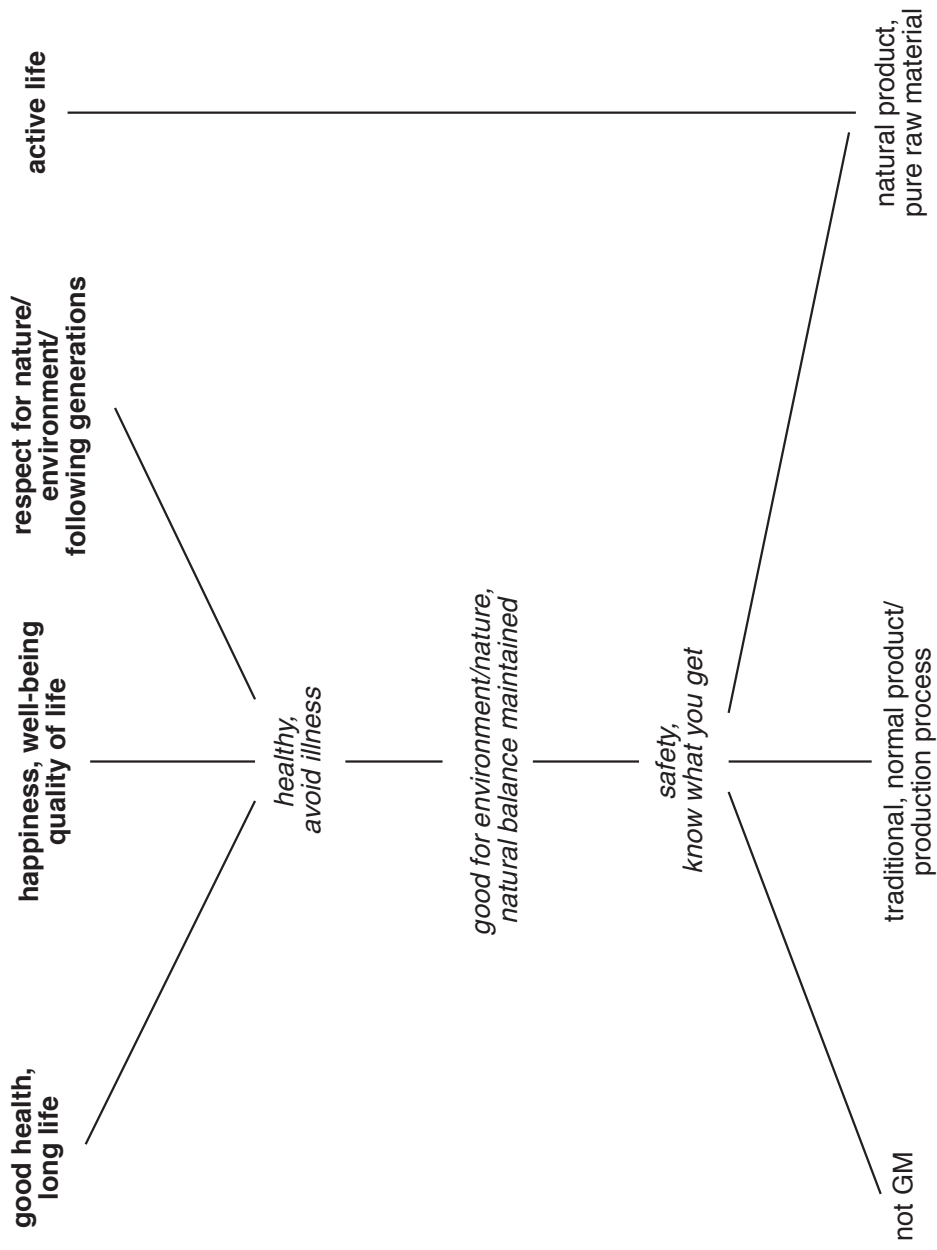 good health,
long life
happiness, well-being
quality of life
respect for nature/
environment/
following generations
active life
healthy,
avoid illness
good for environment/nature,
natural balance maintained
safety,
know what you get
not GM
traditional, normal product/
production process
natural product,
pure raw material